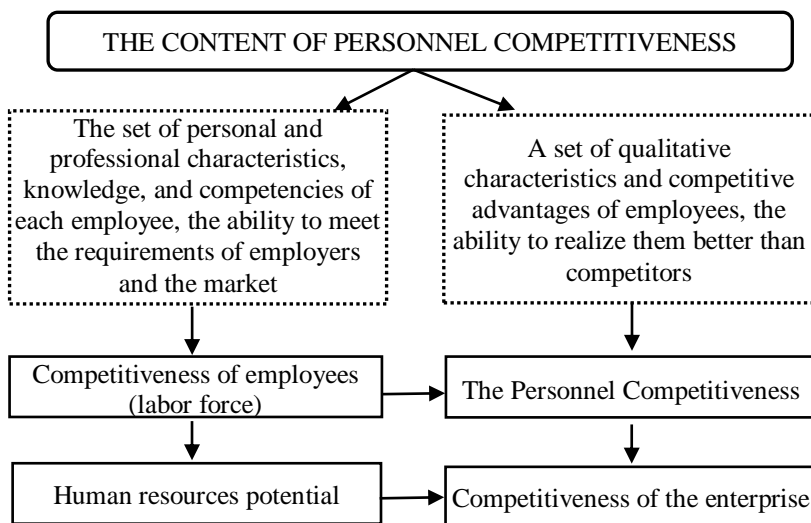 THE CONTENT OF PERSONNEL COMPETITIVENESS
The set of personal and
professional characteristics,
knowledge, and competencies of
each employee, the ability to meet
the requirements of employers
and the market
A set of qualitative
characteristics and competitive
advantages of employees, the
ability to realize them better than
competitors
Competitiveness of employees
(labor force)
The Personnel Competitiveness
Human resources potential
Competitiveness of the enterprise